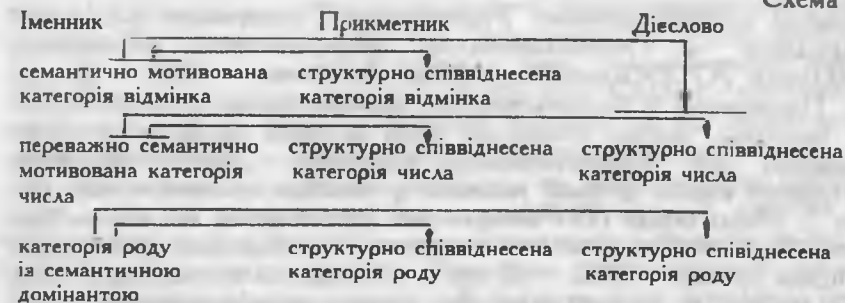 Схема
Іменник Прикметник Дієслово
семантично мотивована структурно співвіднесена
категорія відмінка категорія відмінка
переважно семантично структурно співвіднесена структурно співвіднесена
мотивована категорія категорія числа категорія числа
числа
категорія роду структурно співвіднесена структурно співіднесена
із семантичною категорія роду категорія роду
домінантою